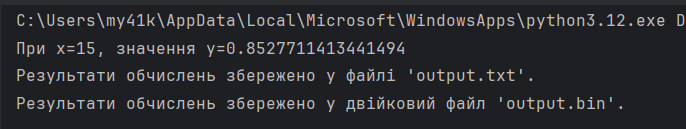 C:\Users\my41k\AppData\Local\Microsoft\WindowsApps\python3.12.exe D
При x=15, значення y=0.8527711413441494
Результати обчислень збережено у файлі 'output.txt'.
Результати обчислень збережено у двійковий файл 'output.bin'.